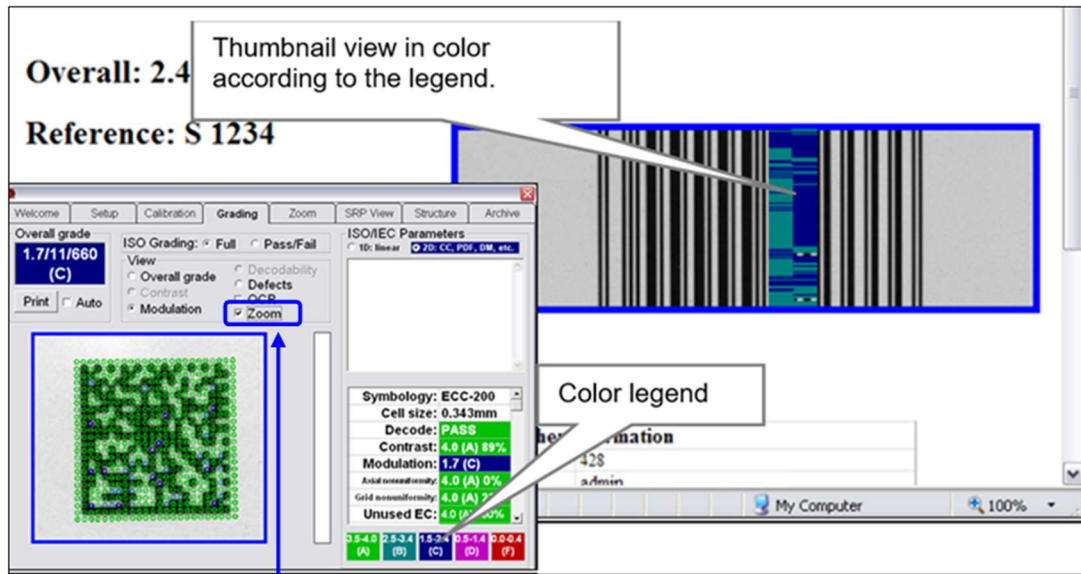 Thumbnail view in color
according to the legend.
Overall: 2.4
Reference: S 1234
Welcome Setup Calibration Grading Zoom SRP View Structure Archive
Overall grade
1.7/11/660
(C)
Print Auto
ISO Grading: Full Pass/Fail
View
Overall grade
Contrast
Modulation
Decodability
Defects
OCR
Zoom
ISO/IEC Parameters
1D: linear 2D: CC, PDF, DM, etc.
Symbology: ECC-200
Cell size: 0.343mm
Decode: PASS
Contrast: 4.0 (A) 89%
Modulation: 1.7 (C)
Axial nonuniformity: 4.0 (A) 0%
Grid nonuniformity: 4.0 (A)
Unused EC: 4.0
3.5-4.0 2.5-3.4 1.5-2.4 0.5-1.4 0.0-0.4
(A) (B) (C) (D) (F)
Color legend
428
admin
My Computer 100%